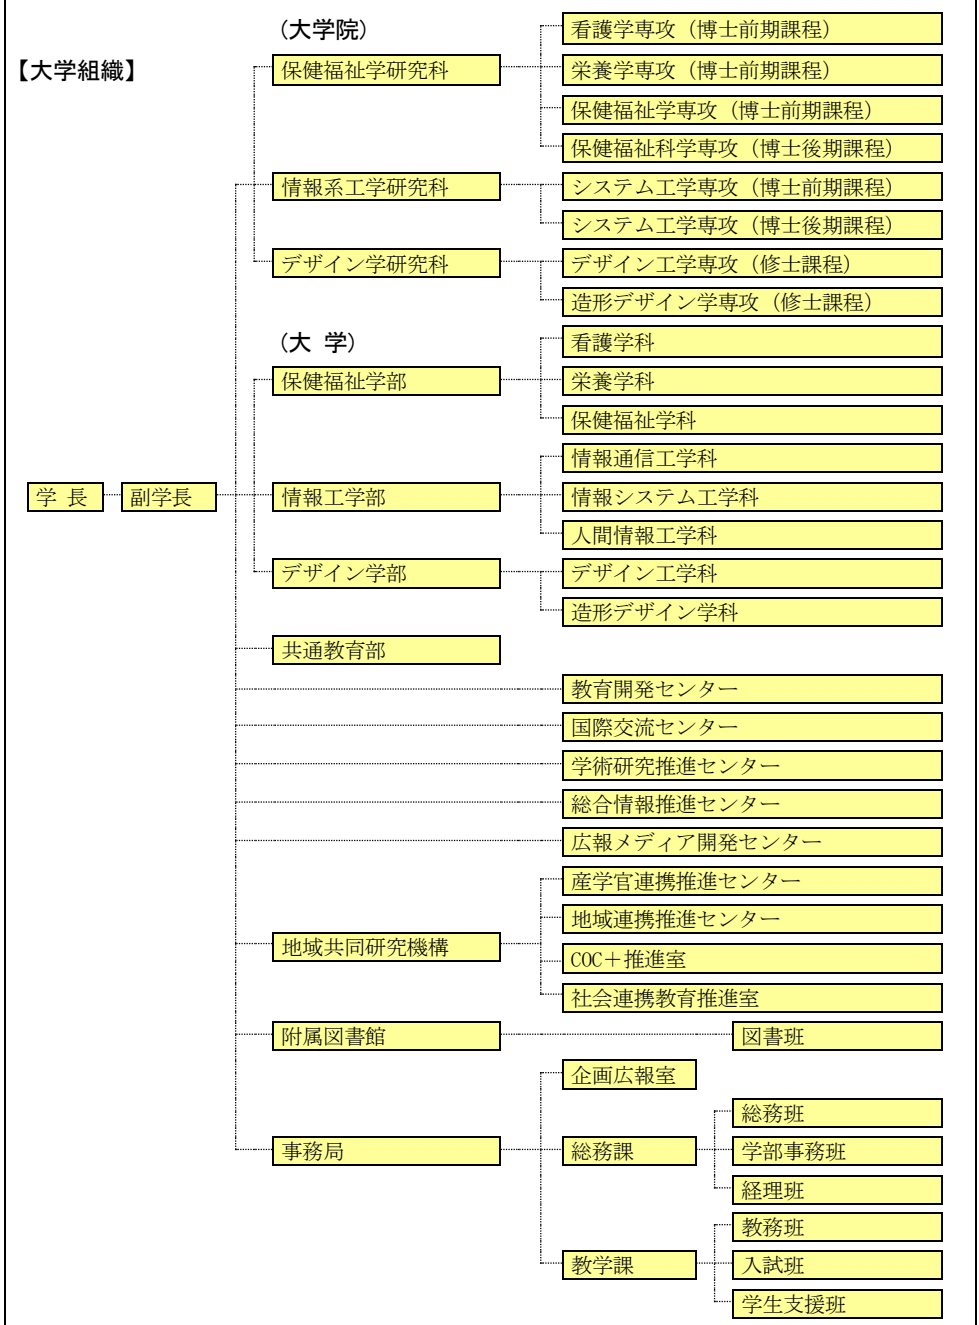 （大学院）
【大学組織】
看護学専攻（博士前期課程）
保健福祉学研究科
栄養学専攻（博士前期課程）
保健福祉学専攻（博士前期課程）
保健福祉科学専攻（博士後期課程）
情報系工学研究科
システム工学専攻（博士前期課程）
システム工学専攻（博士後期課程）
デザイン学研究科
デザイン工学専攻（修士課程）
造形デザイン学専攻（修士課程）
（大 学）
看護学科
保健福祉学部
栄養学科
保健福祉学科
情報通信工学科
学 長
副学長
情報工学部
情報システム工学科
人間情報工学科
デザイン学部
デザイン工学科
造形デザイン学科
共通教育部
教育開発センター
国際交流センター
学術研究推進センター
総合情報推進センター
広報メディア開発センター
産学官連携推進センター
地域連携推進センター
地域共同研究機構
COC＋推進室
社会連携教育推進室
附属図書館
図書班
企画広報室
総務班
事務局
総務課
学部事務班
経理班
教務班
教学課
入試班
学生支援班